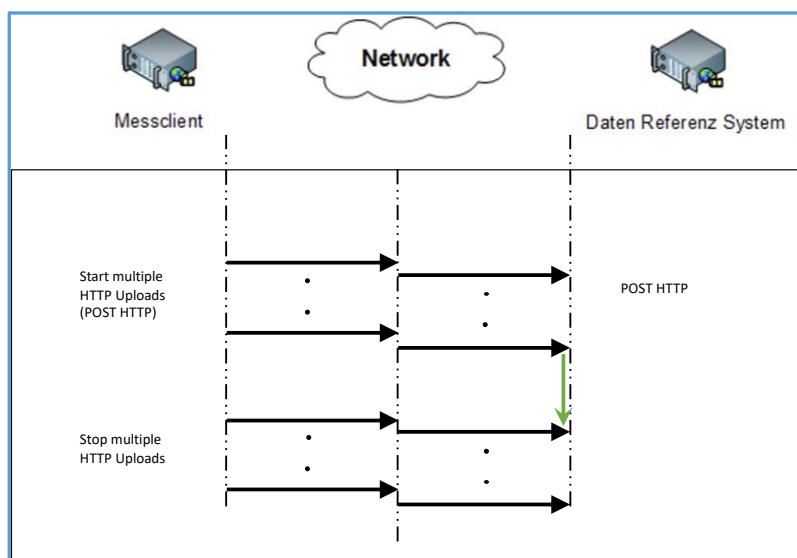 Network
Messclient
Daten Referenz System
Start multiple
HTTP Uploads
(POST HTTP)
POST HTTP
Stop multiple
HTTP Uploads